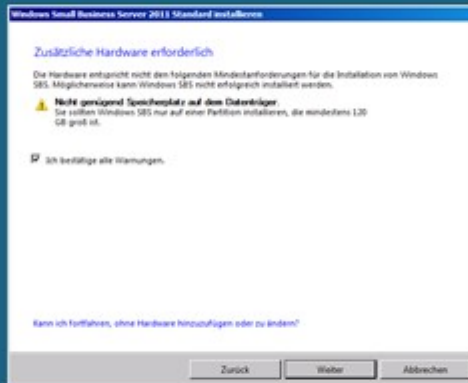 Windows Small Business Server 2011 Standard installieren
Zusätzliche Hardware erforderlich
Die Hardware entspricht nicht den folgenden Mindestanforderungen für die Installation von Windows
SBS. Möglicherweise kann Windows SBS nicht erfolgreich installiert werden.
Nicht genügend Speicherplatz auf dem Datenträger.
Sie sollten Windows SBS nur auf einer Partition installieren, die mindestens 120
GB groß ist.
Ich bestätige alle Warnungen.
Kann ich fortfahren, ohne Hardware hinzuzufügen oder zu ändern?
Zurück Weiter Abbrechen